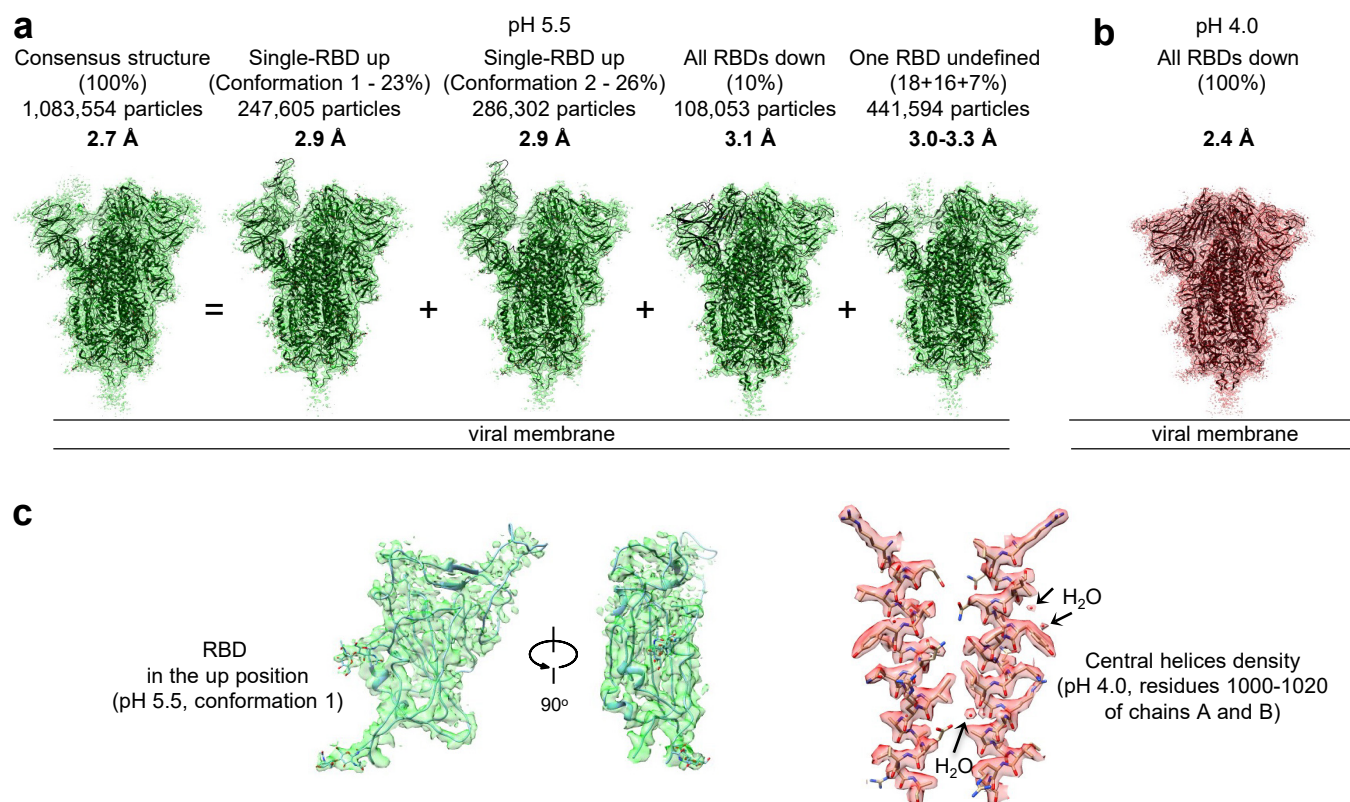 a
pH 5.5
Consensus structure
(100%)
1,083,554 particles
2.7 Å
Single-RBD up
(Conformation 1 - 23%)
247,605 particles
2.9 Å
Single-RBD up
(Conformation 2 - 26%)
286,302 particles
2.9 Å
All RBDs down
(10%)
108,053 particles
3.1 Å
One RBD undefined
(18+16+7%)
441,594 particles
3.0-3.3 Å
=
+
+
+
viral membrane
b
pH 4.0
All RBDs down
(100%)
2.4 Å
viral membrane
c
RBD
in the up position
(pH 5.5, conformation 1)
90º
H₂O
Central helices density
(pH 4.0, residues 1000-1020
of chains A and B)
H₂O